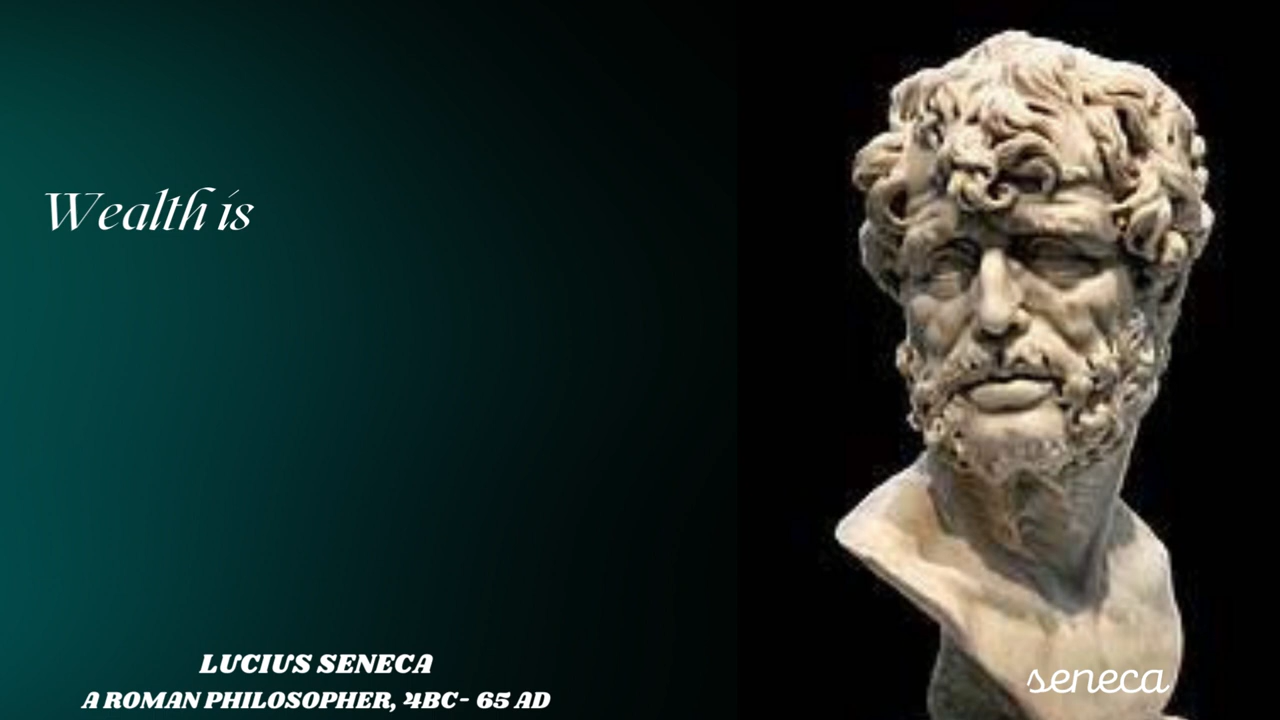 Wealth is
LUCIUS SENECA
A ROMAN PHILOSOPHER, 4BC- 65 AD
seneca